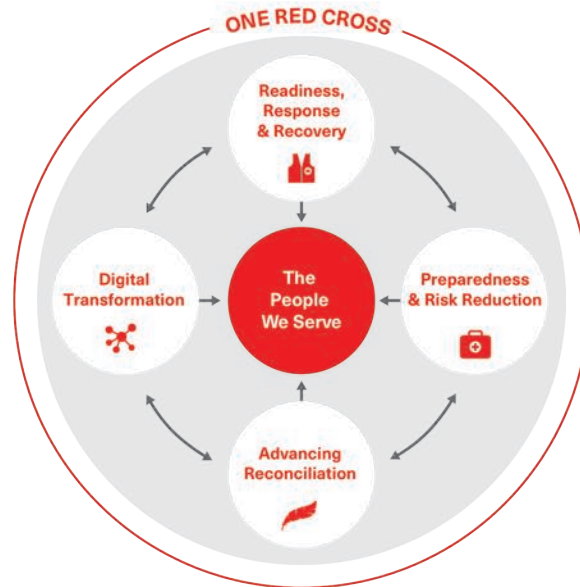 ONE RED CROSS
Readiness,
Response
& Recovery
Digital
Transformation
The
People
We Serve
Preparedness
& Risk Reduction
Advancing
Reconciliation